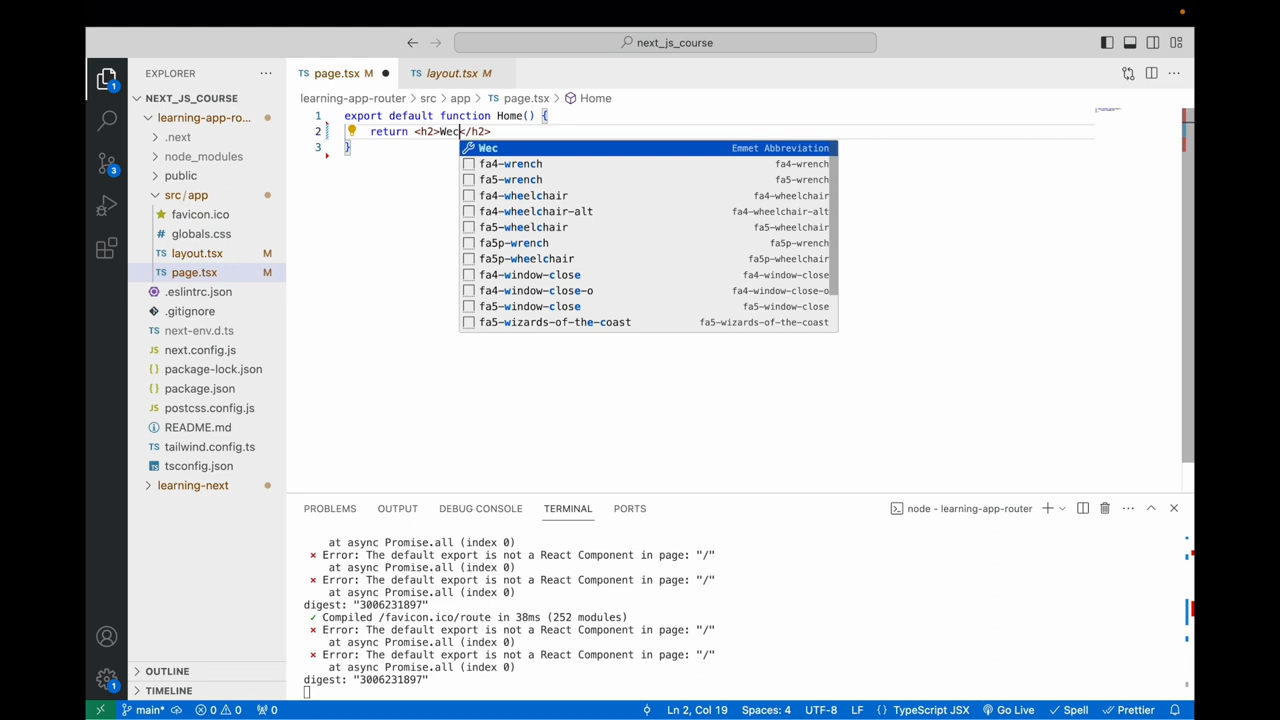 next_js_course
EXPLORER
NEXT_JS_COURSE
learning-app-ro...
.next
node_modules
public
src/app
favicon.ico
globals.css
TS layout.tsx M
TS page.tsx M
.eslintrc.json
.gitignore
TS next-env.d.ts
JS next.config.js
{} package-lock.json
{} package.json
JS postcss.config.js
README.md
TS tailwind.config.ts
tsconfig.json
learning-next
OUTLINE
TIMELINE
1
3
1
TS page.tsx M
TS layout.tsx M
learning-app-router > src > app > TS page.tsx > Home
1 export default function Home() {
2 return <h2>Wec</h2>
3 }
Wec Emmet Abbreviation
fa4-wrench fa4-wrench
fa5-wrench fa5-wrench
fa4-wheelchair fa4-wheelchair
fa4-wheelchair-alt fa4-wheelchair-alt
fa5-wheelchair fa5-wheelchair
fa5p-wrench fa5p-wrench
fa5p-wheelchair fa5p-wheelchair
fa4-window-close fa4-window-close
fa4-window-close-o fa4-window-close-o
fa5-window-close fa5-window-close
fa5-wizards-of-the-coast fa5-wizards-of-the-coast
PROBLEMS OUTPUT DEBUG CONSOLE TERMINAL PORTS
node - learning-app-router
at async Promise.all (index 0)
× Error: The default export is not a React Component in page: "/"
at async Promise.all (index 0)
× Error: The default export is not a React Component in page: "/"
at async Promise.all (index 0)
digest: "3006231897"
✓ Compiled /favicon.ico/route in 38ms (252 modules)
× Error: The default export is not a React Component in page: "/"
at async Promise.all (index 0)
× Error: The default export is not a React Component in page: "/"
at async Promise.all (index 0)
digest: "3006231897"
main* 0 0 0 Ln 2, Col 19 Spaces: 4 UTF-8 LF {} TypeScript JSX Go Live Spell Prettier